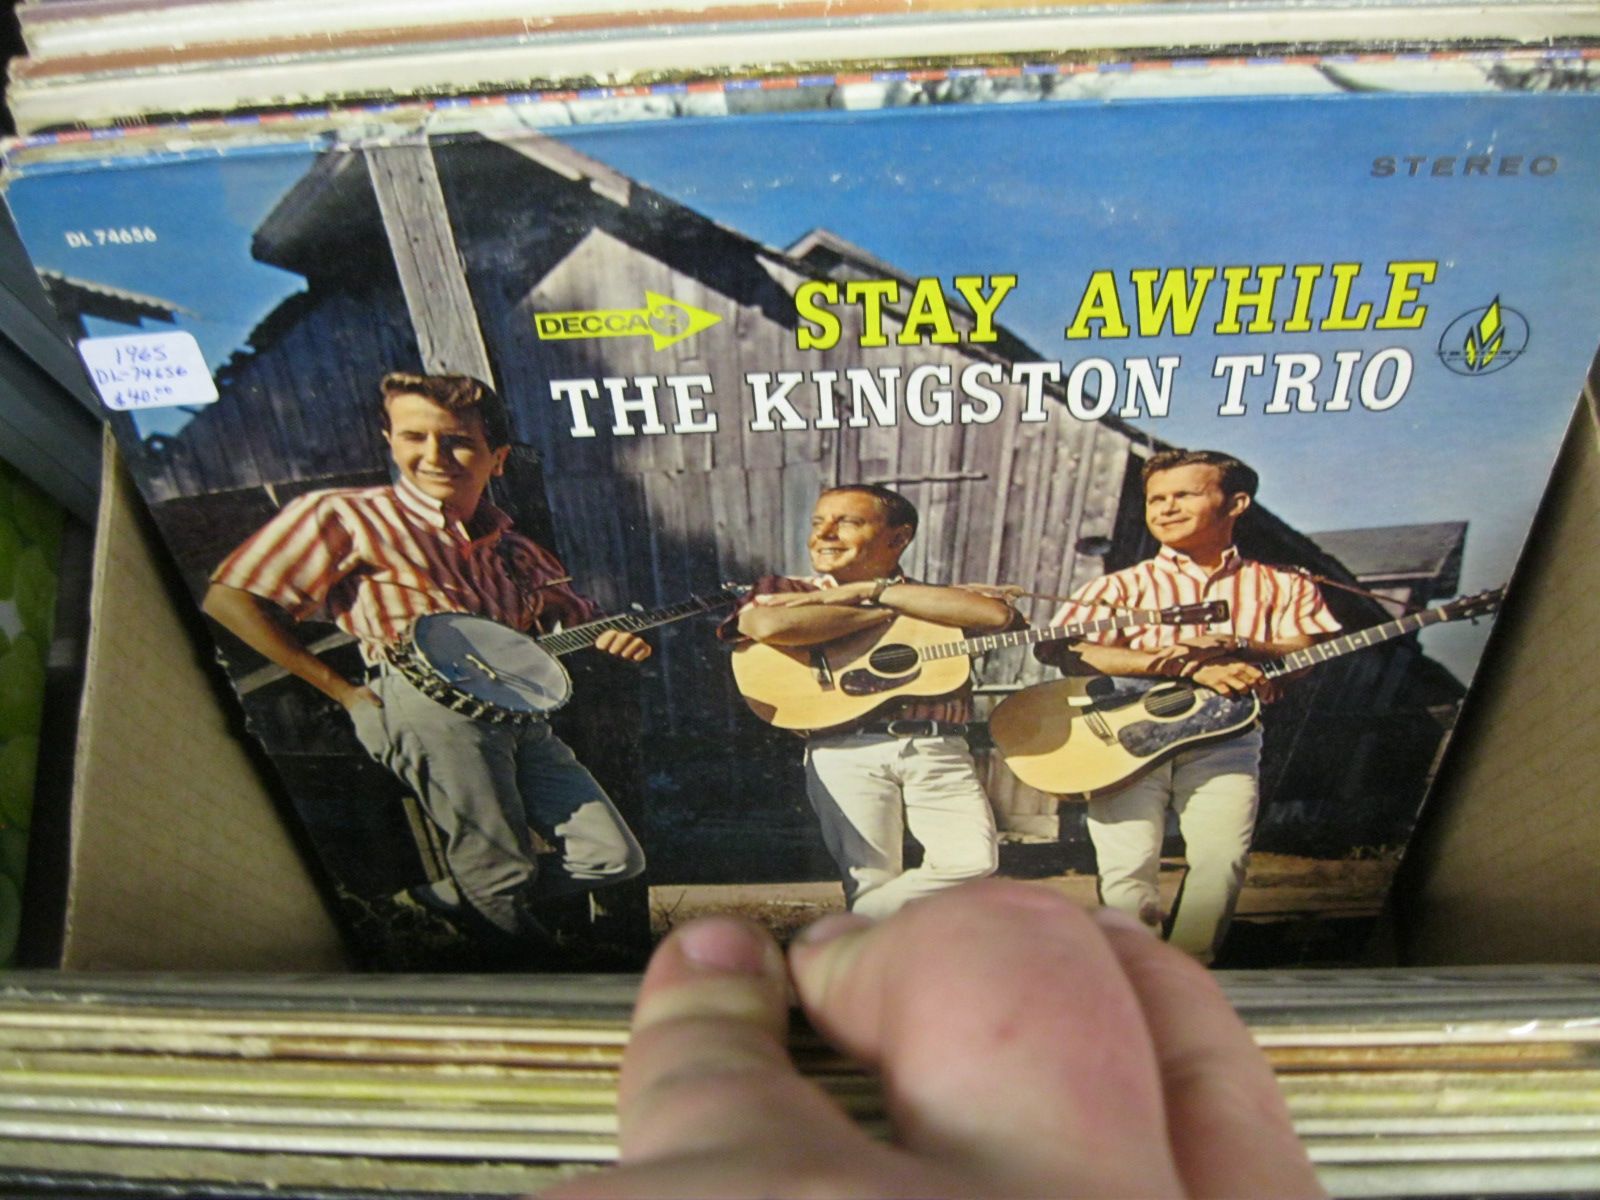 STEREO
DL 74656
STAY AWHILE
DECCA
THE KINGSTON TRIO
1965
DL-74656
$40.00